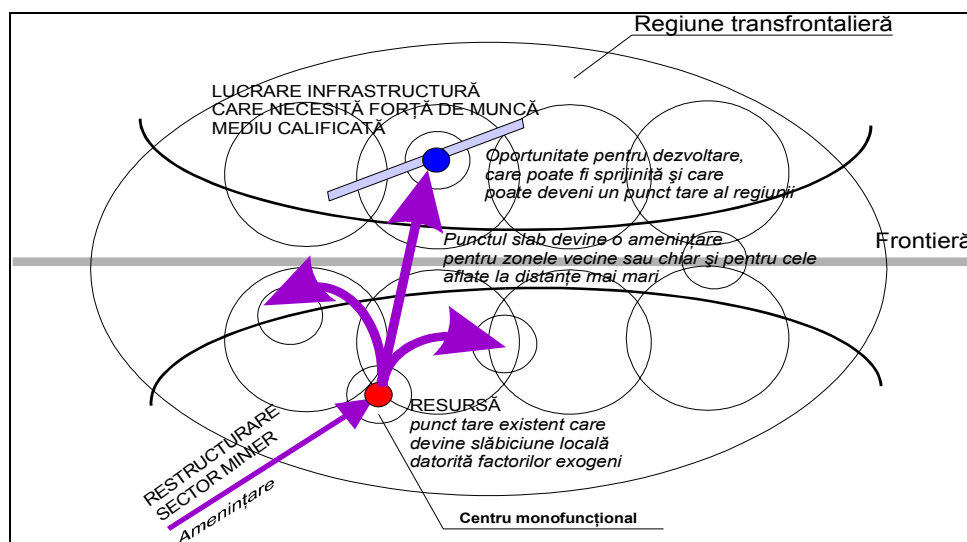 Regiune transfrontalieră
LUCRARE INFRASTRUCTURĂ
CARE NECESITĂ FORȚĂ DE MUNCĂ
MEDIU CALIFICATĂ
Oportunitate pentru dezvoltare,
care poate fi sprijinită și care
poate deveni un punct tare al regiunii
Punctul slab devine o amenințare
pentru zonele vecine sau chiar şi pentru cele
aflate la distanțe mai mari
Frontieră
RESURSĂ
punct tare existent care
devine slăbiciune locală
datorită factorilor exogeni
RESTRUCTURARE
SECTOR MINIER
Amenințare
Centru monofuncțional